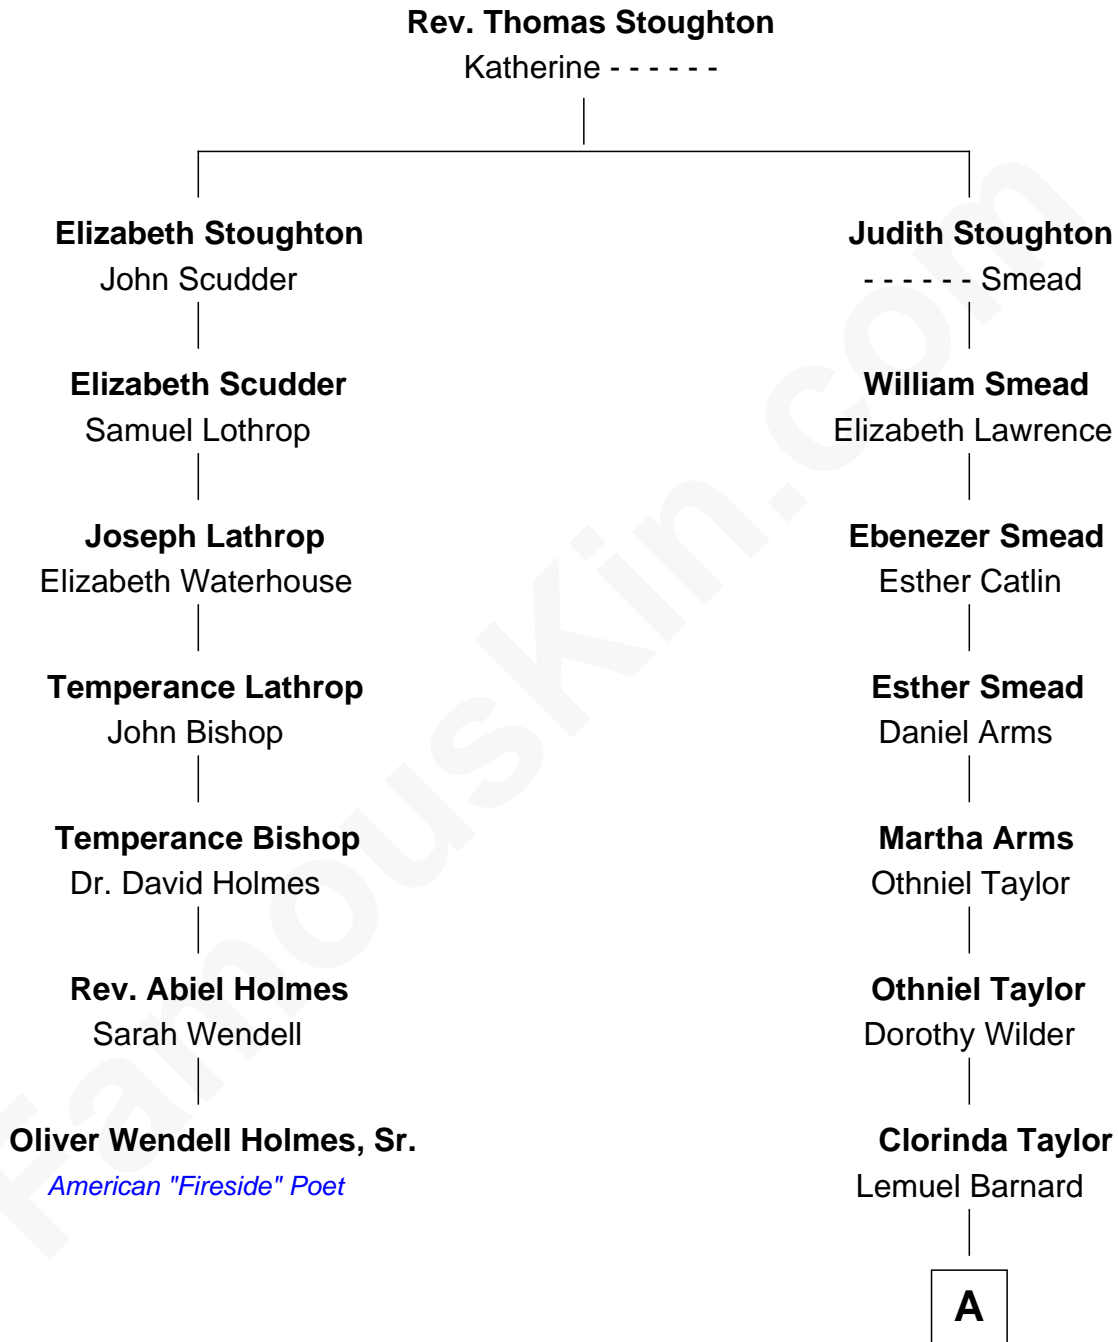 Rev. Thomas Stoughton
Katherine - - - - - -
Elizabeth Stoughton
John Scudder
Judith Stoughton
- - - - - - Smead
Elizabeth Scudder
Samuel Lothrop
William Smead
Elizabeth Lawrence
Joseph Lathrop
Elizabeth Waterhouse
Ebenezer Smead
Esther Catlin
Temperance Lathrop
John Bishop
Esther Smead
Daniel Arms
Temperance Bishop
Dr. David Holmes
Martha Arms
Othniel Taylor
Rev. Abiel Holmes
Sarah Wendell
Othniel Taylor
Dorothy Wilder
Oliver Wendell Holmes, Sr.
American "Fireside" Poet
Clorinda Taylor
Lemuel Barnard
A
FamousKin.com